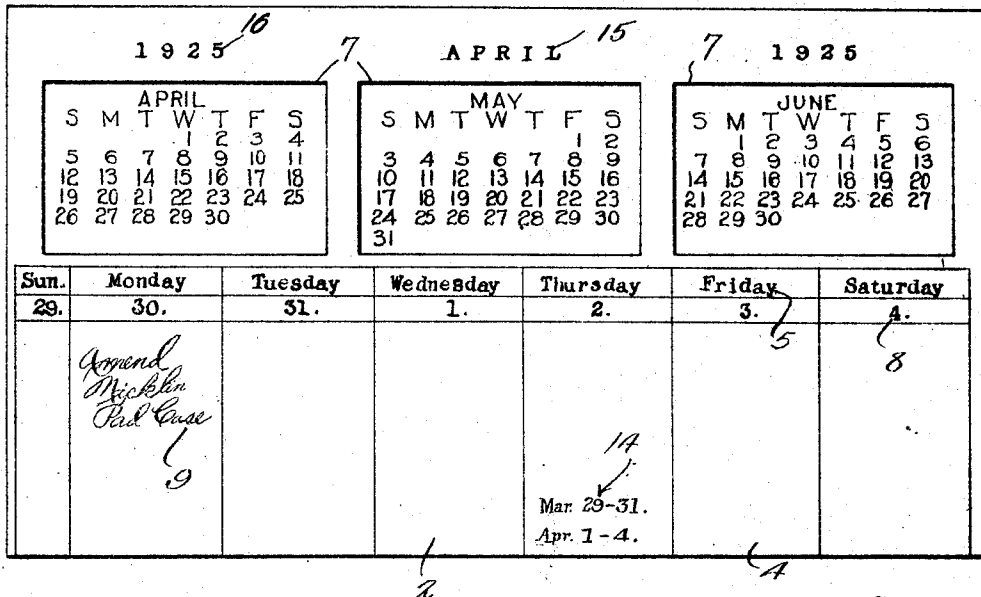 16 15
1925 7 APRIL 7 1925
APRIL
S M T W T F S
1 2 3 4
5 6 7 8 9 10 11
12 13 14 15 16 17 18
19 20 21 22 23 24 25
26 27 28 29 30
MAY
S M T W T F S
1 2
3 4 5 6 7 8 9
10 11 12 13 14 15 16
17 18 19 20 21 22 23
24 25 26 27 28 29 30
31
JUNE
S M T W T F S
1 2 3 4 5 6
7 8 9 10 11 12 13
14 15 16 17 18 19 20
21 22 23 24 25 26 27
28 29 30
Sun. Monday Tuesday Wednesday Thursday Friday Saturday
29. 30. 31. 1. 2. 3. 4.
5 8
Amend
Micklin
Pad Case
9
14
Mar. 29-31.
Apr. 1-4.
2 4